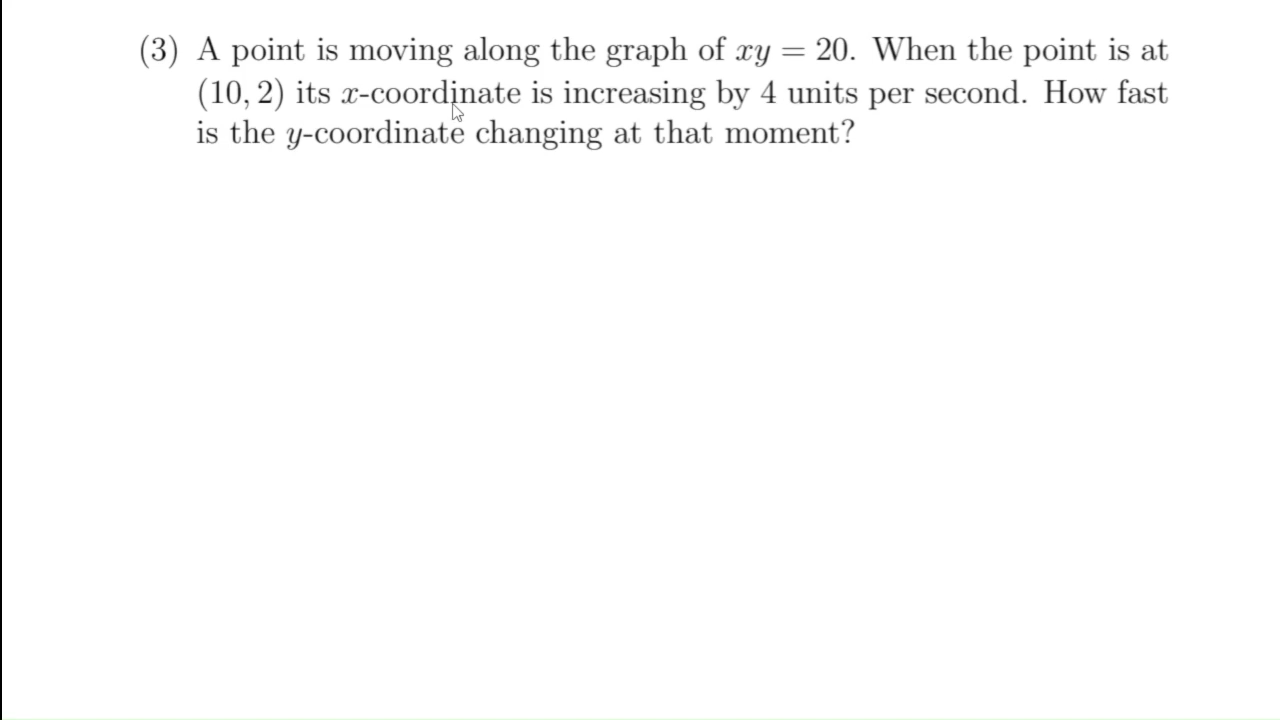 (3) A point is moving along the graph of xy = 20. When the point is at
(10, 2) its x-coordinate is increasing by 4 units per second. How fast
is the y-coordinate changing at that moment?